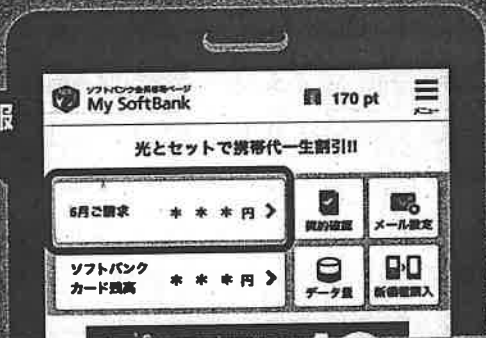 ソフトバンク会員専用ページ
My SoftBank
170 pt
メニュー
光とセットで携帯代一生割引!!
6月ご請求 ＊ ＊ ＊ 円
契約確認
メール設定
ソフトバンク
カード残高 ＊ ＊ ＊ 円
データ量
新機種購入